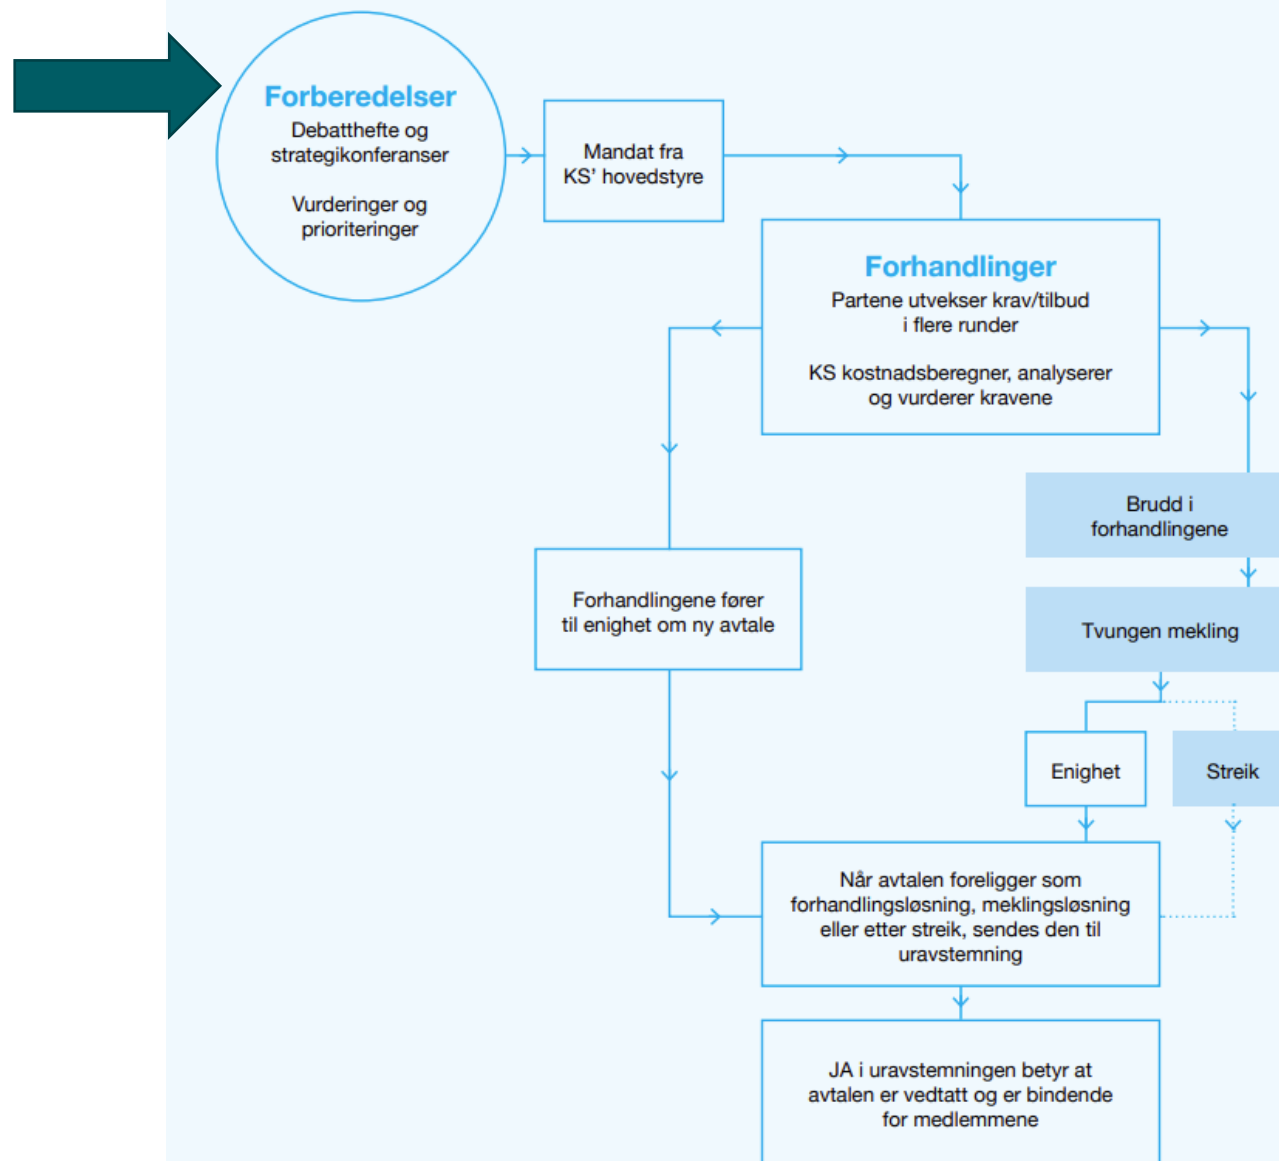 Forberedelser
Debatthefte og
strategikonferanser
Vurderinger og
prioriteringer
Mandat fra
KS’ hovedstyre
Forhandlinger
Partene utvekser krav/tilbud
i flere runder
KS kostnadsberegner, analyserer
og vurderer kravene
Brudd i
forhandlingene
Forhandlingene fører
til enighet om ny avtale
Tvungen mekling
Enighet
Streik
Når avtalen foreligger som
forhandlingsløsning, meklingsløsning
eller etter streik, sendes den til
uravstemning
JA i uravstemningen betyr at
avtalen er vedtatt og er bindende
for medlemmene